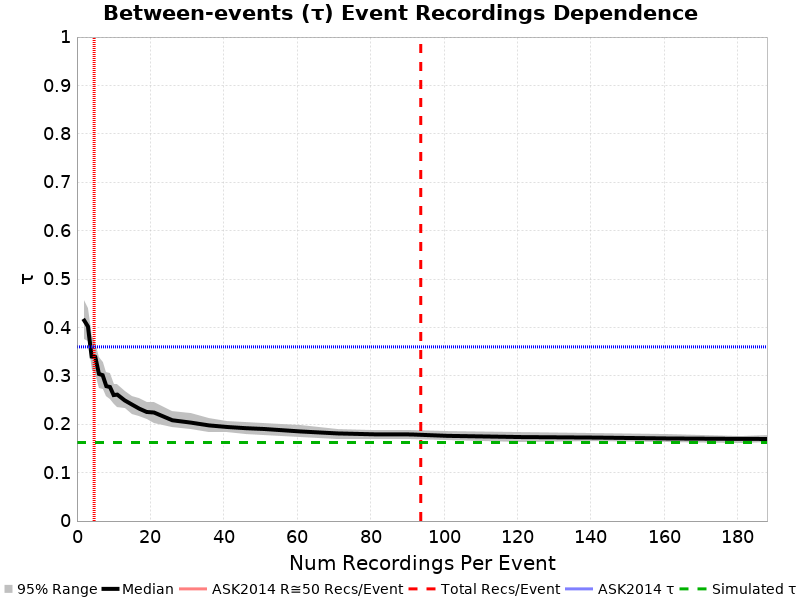 Between-events (τ) Event Recordings Dependence
1
0.9
0.8
0.7
0.6
0.5
0.4
0.3
0.2
0.1
0
τ
0 20 40 60 80 100 120 140 160 180
Num Recordings Per Event
95% Range Median ASK2014 R≅50 Recs/Event Total Recs/Event ASK2014 τ Simulated τ